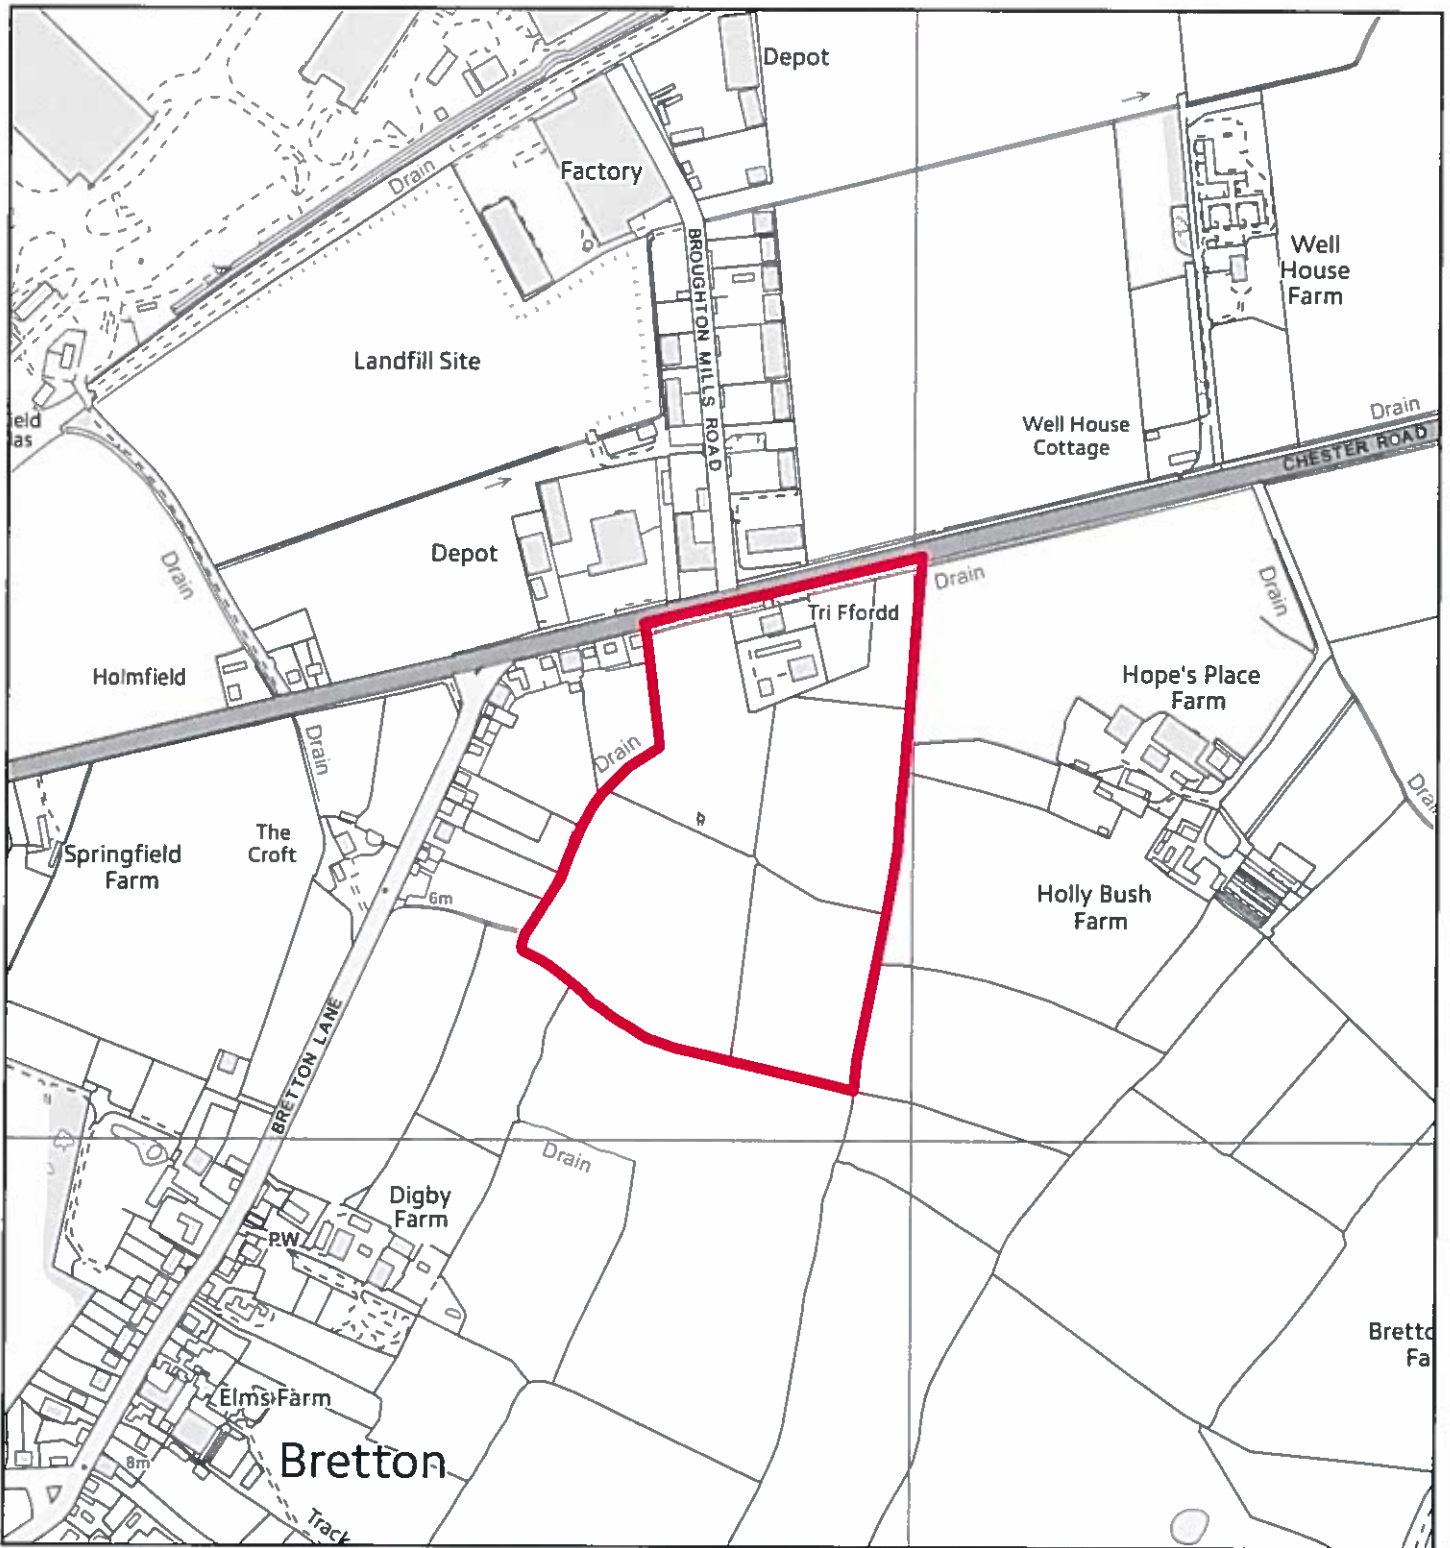 Depot
Factory
Drain
BROUGHTON MILLS ROAD
Well
House
Farm
Landfill Site
Well House
Cottage
Drain
CHESTER ROAD
Depot
Drain
Drain
Drain
Tri Ffordd
Holmfield
Hope's Place
Farm
Drain
Drain
Drain
The
Croft
Springfield
Farm
6m
Holly Bush
Farm
BRETTON LANE
Drain
Digby
Farm
PW
Elms Farm
Bretton
8m
Track